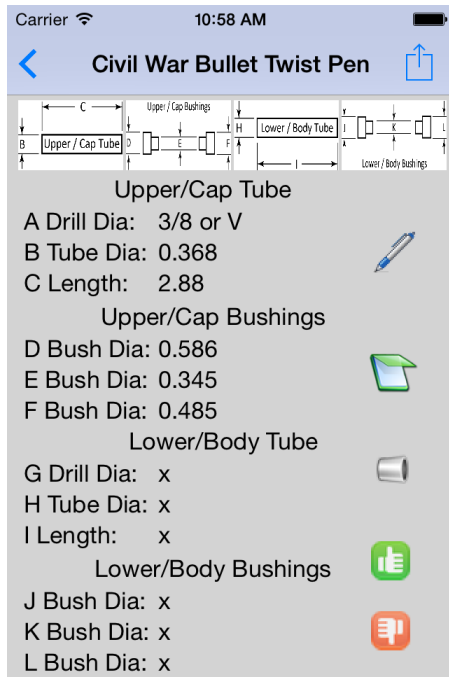 Carrier 10:58 AM
Civil War Bullet Twist Pen
C
B
Upper / Cap Tube
Upper / Cap Bushings
D
E
F
H
Lower / Body Tube
I
J
K
L
Lower / Body Bushings
Upper/Cap Tube
A Drill Dia: 3/8 or V
B Tube Dia: 0.368
C Length: 2.88
Upper/Cap Bushings
D Bush Dia: 0.586
E Bush Dia: 0.345
F Bush Dia: 0.485
Lower/Body Tube
G Drill Dia: x
H Tube Dia: x
I Length: x
Lower/Body Bushings
J Bush Dia: x
K Bush Dia: x
L Bush Dia: x